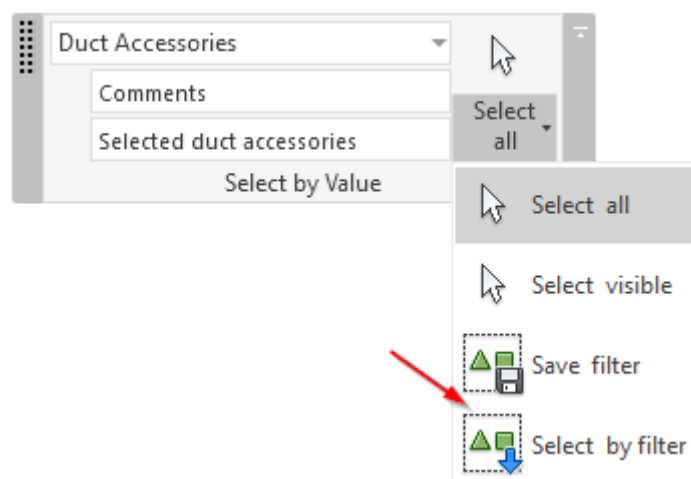 Duct Accessories
Comments
Selected duct accessories
Select by Value
Select
all
Select all
Select visible
Save filter
Select by filter